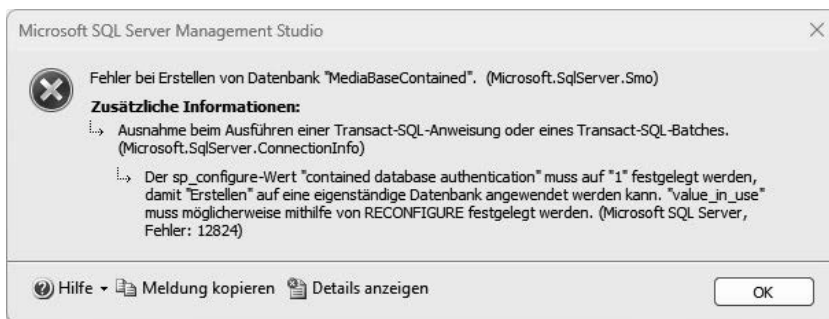 Microsoft SQL Server Management Studio
Fehler bei Erstellen von Datenbank "MediaBaseContained". (Microsoft.SqlServer.Smo)
Zusätzliche Informationen:
Ausnahme beim Ausführen einer Transact-SQL-Anweisung oder eines Transact-SQL-Batches.
(Microsoft.SqlServer.ConnectionInfo)
Der sp_configure-Wert "contained database authentication" muss auf "1" festgelegt werden,
damit "Erstellen" auf eine eigenständige Datenbank angewendet werden kann. "value_in_use"
muss möglicherweise mithilfe von RECONFIGURE festgelegt werden. (Microsoft SQL Server,
Fehler: 12824)
Hilfe Meldung kopieren Details anzeigen OK